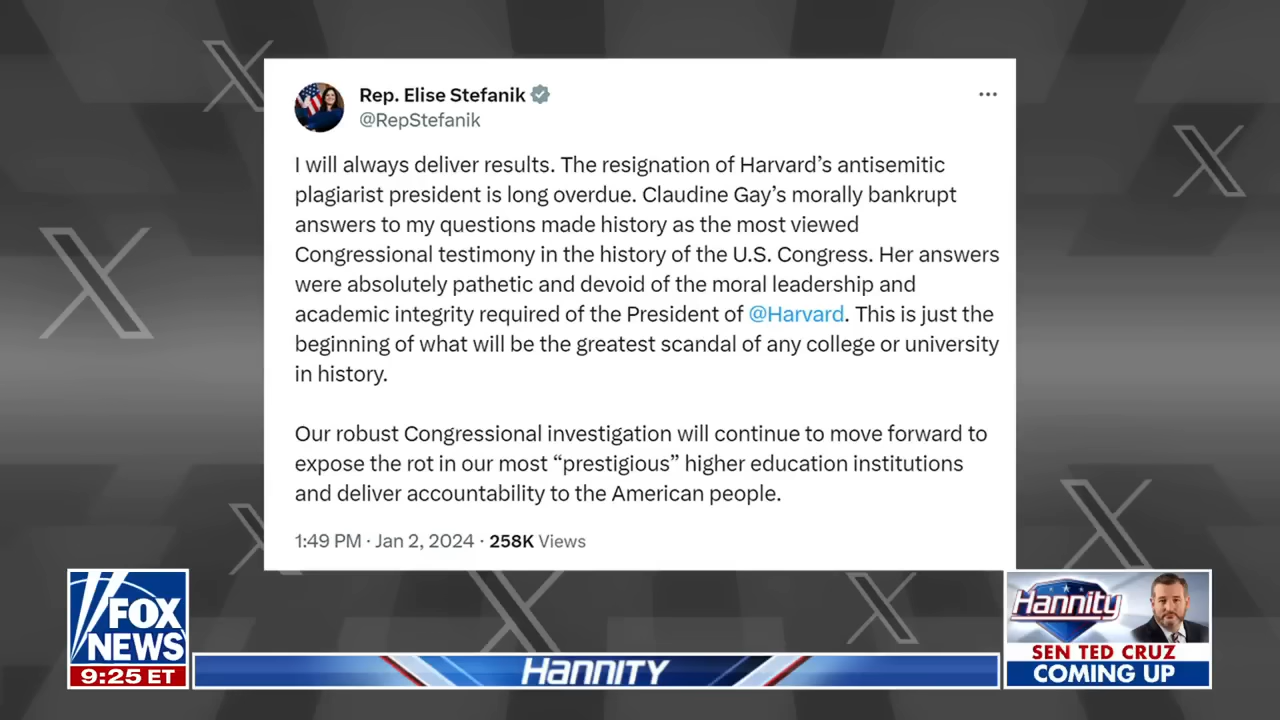 Rep. Elise Stefanik
@RepStefanik
I will always deliver results. The resignation of Harvard’s antisemitic
plagiarist president is long overdue. Claudine Gay’s morally bankrupt
answers to my questions made history as the most viewed
Congressional testimony in the history of the U.S. Congress. Her answers
were absolutely pathetic and devoid of the moral leadership and
academic integrity required of the President of @Harvard. This is just the
beginning of what will be the greatest scandal of any college or university
in history.
Our robust Congressional investigation will continue to move forward to
expose the rot in our most “prestigious” higher education institutions
and deliver accountability to the American people.
1:49 PM · Jan 2, 2024 · 258K Views
FOX
NEWS
9:25 ET
HANNITY
Hannity
SEN TED CRUZ
COMING UP